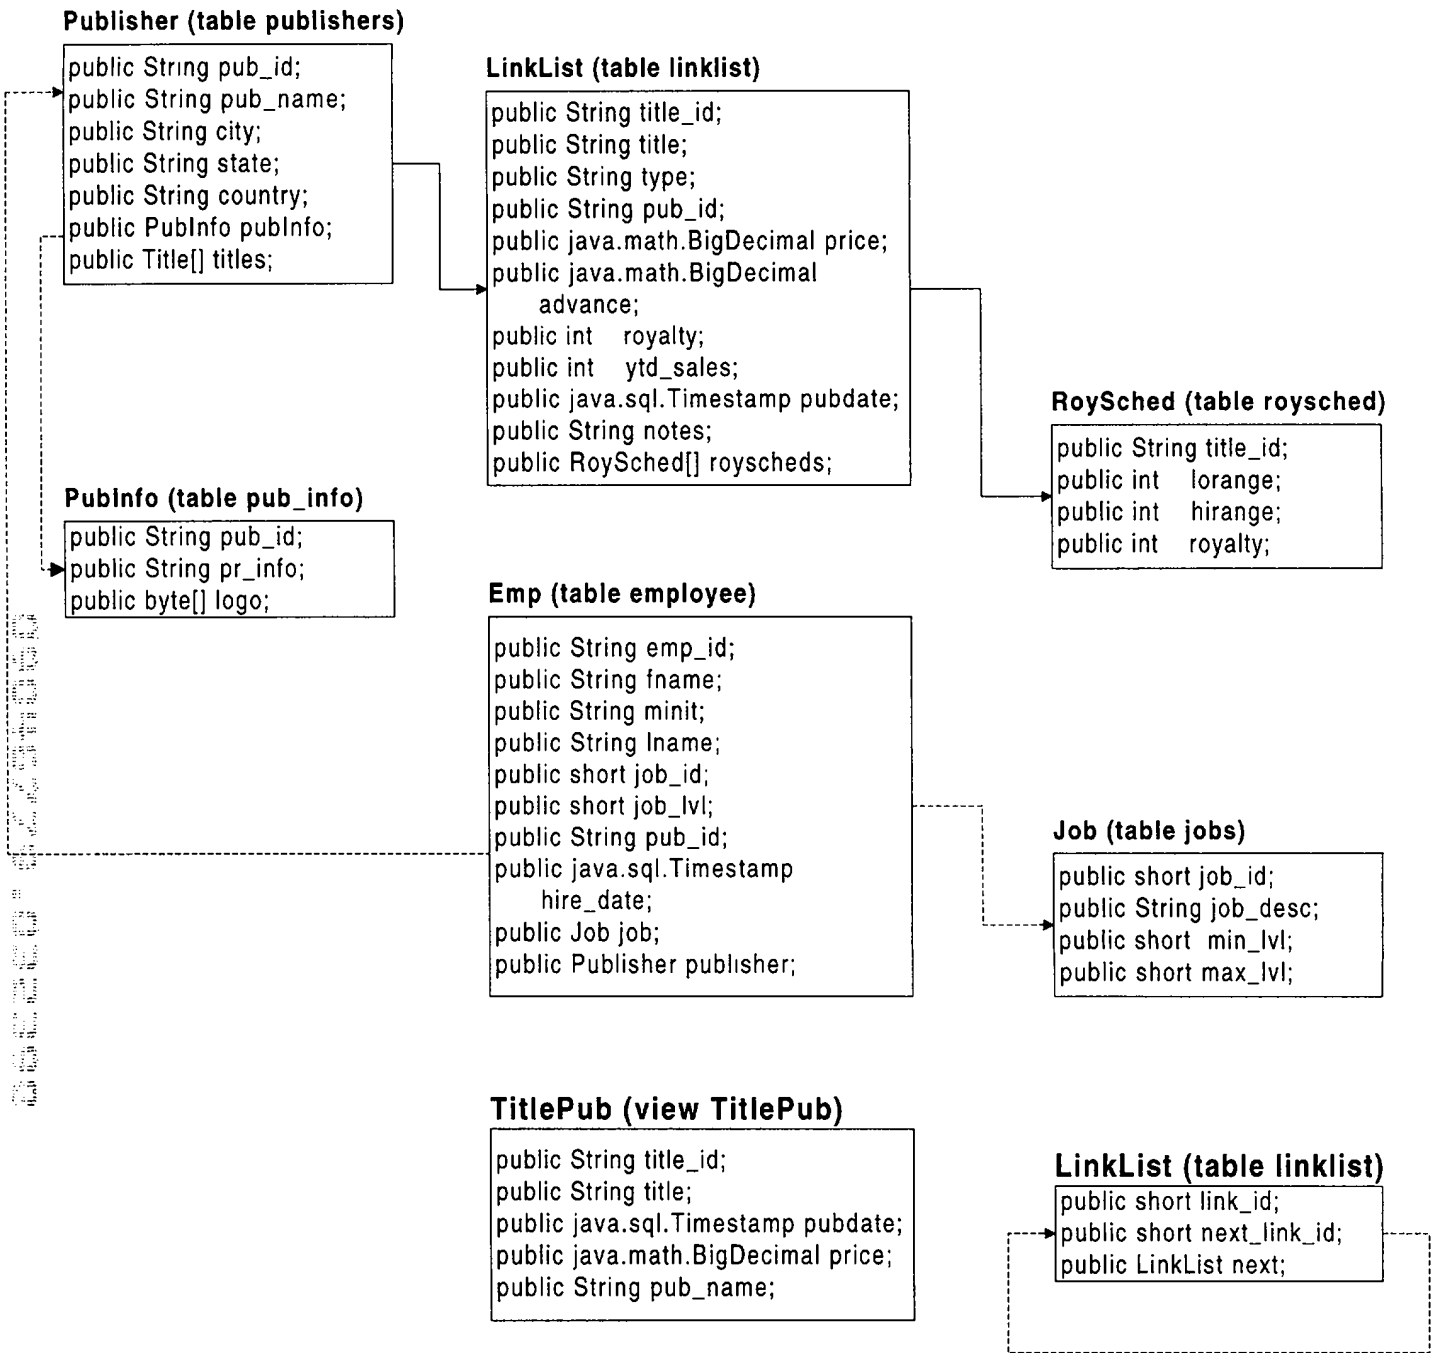 Publisher (table publishers)
public String pub_id;
public String pub_name;
public String city;
public String state;
public String country;
public PubInfo pubInfo;
public Title[] titles;
LinkList (table linklist)
public String title_id;
public String title;
public String type;
public String pub_id;
public java.math.BigDecimal price;
public java.math.BigDecimal
advance;
public int royalty;
public int ytd_sales;
public java.sql.Timestamp pubdate;
public String notes;
public RoySched[] royscheds;
RoySched (table roysched)
public String title_id;
public int lorange;
public int hirange;
public int royalty;
PubInfo (table pub_info)
public String pub_id;
public String pr_info;
public byte[] logo;
Emp (table employee)
public String emp_id;
public String fname;
public String minit;
public String lname;
public short job_id;
public short job_lvl;
public String pub_id;
public java.sql.Timestamp
hire_date;
public Job job;
public Publisher publisher;
Job (table jobs)
public short job_id;
public String job_desc;
public short min_lvl;
public short max_lvl;
TitlePub (view TitlePub)
public String title_id;
public String title;
public java.sql.Timestamp pubdate;
public java.math.BigDecimal price;
public String pub_name;
LinkList (table linklist)
public short link_id;
public short next_link_id;
public LinkList next;